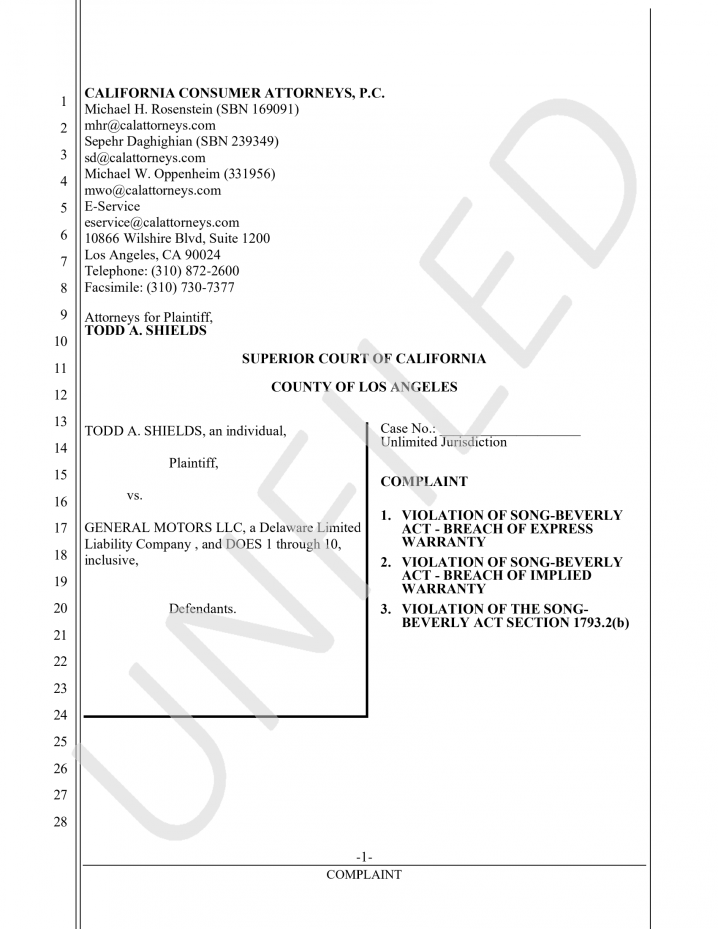 CALIFORNIA CONSUMER ATTORNEYS, P.C.
Michael H. Rosenstein (SBN 169091)
mhr@calattorneys.com
Sepehr Daghighian (SBN 239349)
sd@calattorneys.com
Michael W. Oppenheim (331956)
mwo@calattorneys.com
E-Service
eservice@calattorneys.com
10866 Wilshire Blvd, Suite 1200
Los Angeles, CA 90024
Telephone: (310) 872-2600
Facsimile: (310) 730-7377
Attorneys for Plaintiff,
TODD A. SHIELDS
SUPERIOR COURT OF CALIFORNIA
COUNTY OF LOS ANGELES
TODD A. SHIELDS, an individual,
Plaintiff,
vs.
GENERAL MOTORS LLC, a Delaware Limited
Liability Company , and DOES 1 through 10,
inclusive,
Defendants.
Case No.: ____________________
Unlimited Jurisdiction
COMPLAINT
1. VIOLATION OF SONG-BEVERLY
ACT - BREACH OF EXPRESS
WARRANTY
2. VIOLATION OF SONG-BEVERLY
ACT - BREACH OF IMPLIED
WARRANTY
3. VIOLATION OF THE SONG-
BEVERLY ACT SECTION 1793.2(b)
1
2
3
4
5
6
7
8
9
10
11
12
13
14
15
16
17
18
19
20
21
22
23
24
25
26
27
28
-1-
COMPLAINT
UNFILED